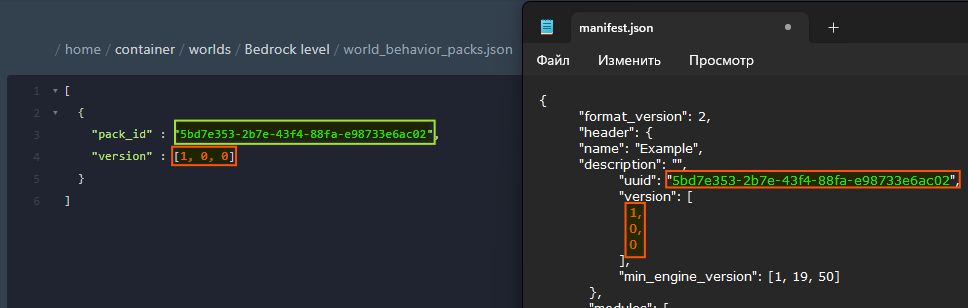 / home / container / worlds / Bedrock level / world_behavior_packs.json
1 [
2 {
3 "pack_id" : "5bd7e353-2b7e-43f4-88fa-e98733e6ac02",
4 "version" : [1, 0, 0]
5 }
6 ]
manifest.json
Файл Изменить Просмотр
{
"format_version": 2,
"header": {
"name": "Example",
"description": "",
"uuid": "5bd7e353-2b7e-43f4-88fa-e98733e6ac02",
"version": [
1,
0,
0
],
"min_engine_version": [1, 19, 50]
},
"modules": [